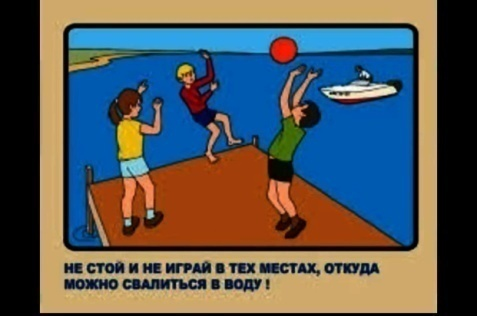 НЕ СТОЙ И НЕ ИГРАЙ В ТЕХ МЕСТАХ, ОТКУДА
МОЖНО СВАЛИТЬСЯ В ВОДУ !